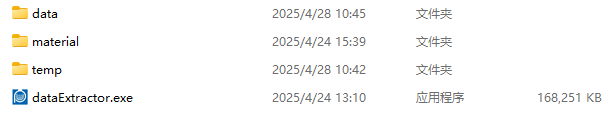 data 2025/4/28 10:45 文件夹
material 2025/4/24 15:39 文件夹
temp 2025/4/28 10:42 文件夹
dataExtractor.exe 2025/4/24 13:10 应用程序 168,251 KB